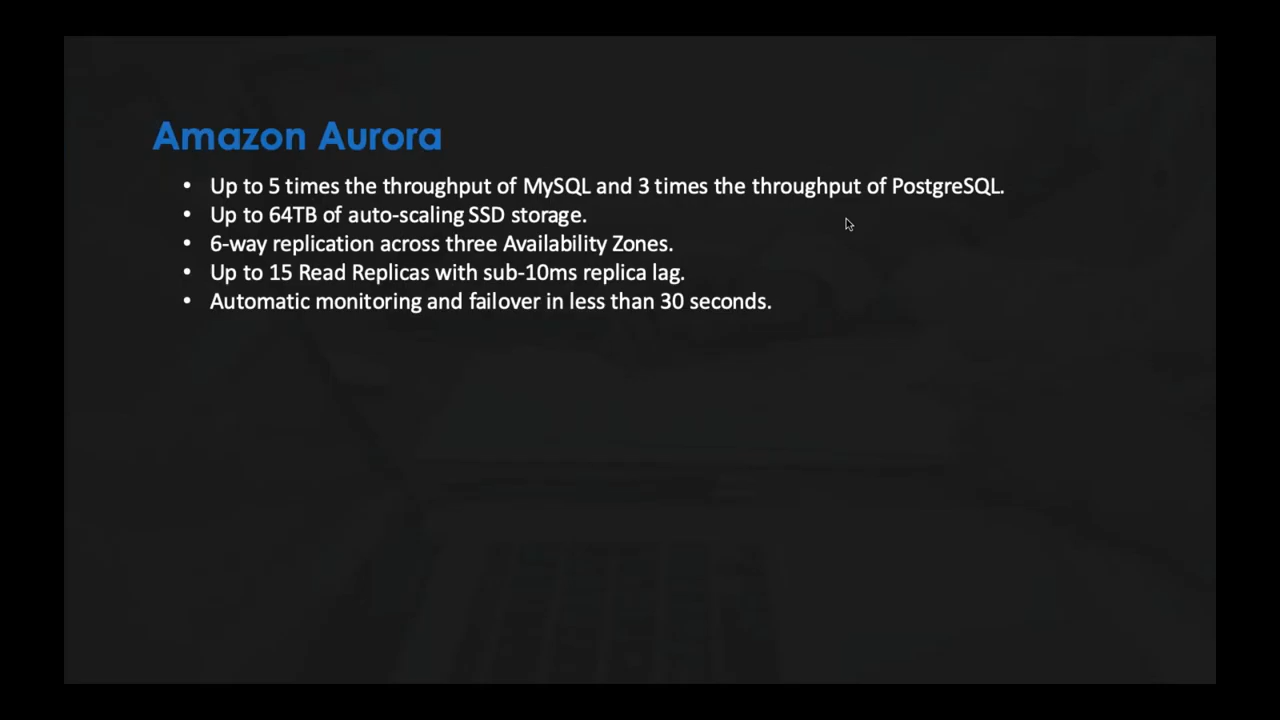 Amazon Aurora
• Up to 5 times the throughput of MySQL and 3 times the throughput of PostgreSQL.
• Up to 64TB of auto-scaling SSD storage.
• 6-way replication across three Availability Zones.
• Up to 15 Read Replicas with sub-10ms replica lag.
• Automatic monitoring and failover in less than 30 seconds.